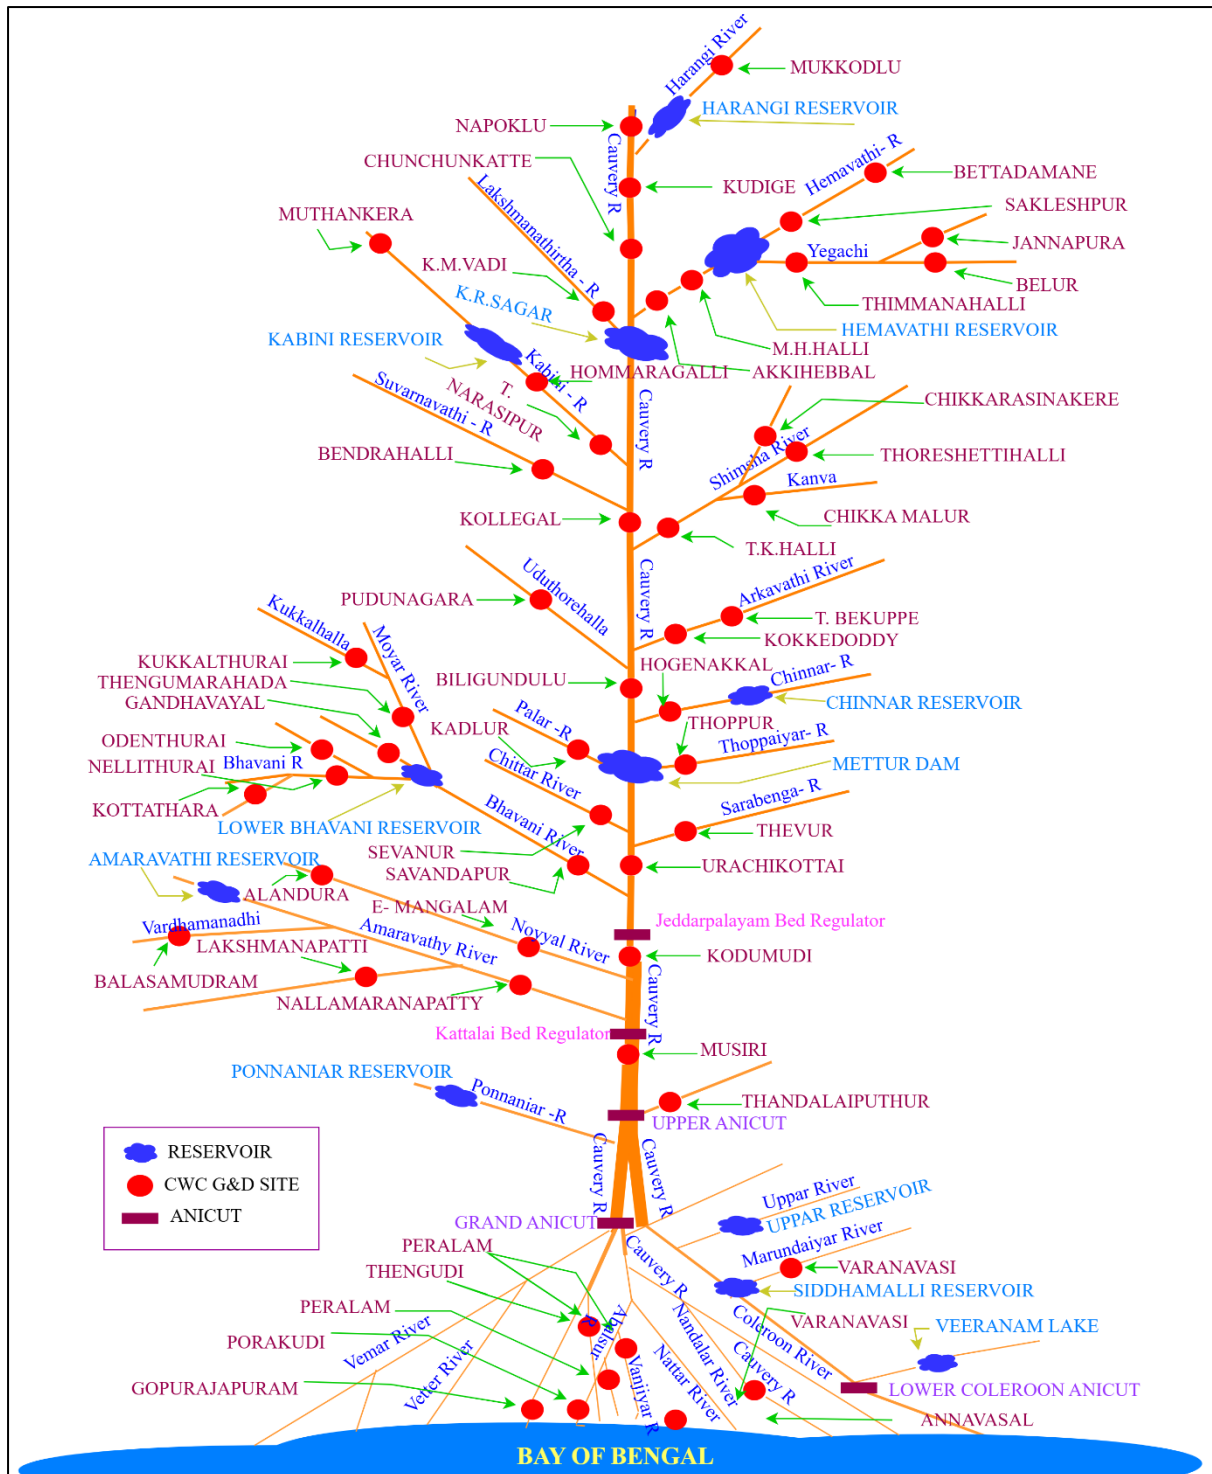 Harangi River
MUKKODLU
HARANGI RESERVOIR
NAPOKLU
Cauvery R
CHUNCHUNKATTE
KUDIGE
Hemavathi- R
BETTADAMANE
Lakshmanathirtha - R
SAKLESHPUR
MUTHANKERA
JANNAPURA
Yegachi
K.M.VADI
BELUR
K.R.SAGAR
THIMMANAHALLI
HEMAVATHI RESERVOIR
KABINI RESERVOIR
M.H.HALLI
Kabini - R
HOMMARAGALLI
AKKIHEBBAL
T.
NARASIPUR
Suvarnavathi - R
Cauvery R
CHIKKARASINAKERE
BENDRAHALLI
Shimsha River
THORESHETTIHALLI
Kanva
KOLLEGAL
CHIKKA MALUR
T.K.HALLI
Uduthorehalla
Cauvery R
Arkavathi River
PUDUNAGARA
Kukkalhalla
T. BEKUPPE
KOKKEDODDY
Moyar River
KUKKALTHURAI
HOGENAKKAL
Chinnar- R
THENGUMARAHADA
BILIGUNDULU
GANDHAVAYAL
CHINNAR RESERVOIR
Palar -R
KADLUR
THOPPUR
Thoppaiyar- R
ODENTHURAI
Bhavani R
NELLITHURAI
METTUR DAM
Chittar River
KOTTATHARA
Sarabenga- R
LOWER BHAVANI RESERVOIR
Bhavani River
THEVUR
SEVANUR
AMARAVATHI RESERVOIR
SAVANDAPUR
URACHIKOTTAI
ALANDURA
E- MANGALAM
Vardhamanadhi
Noyyal River
Jeddarpalayam Bed Regulator
LAKSHMANAPATTI
Amaravathy River
KODUMUDI
BALASAMUDRAM
NALLAMARANAPATTY
Cauvery R
Kattalai Bed Regulator
MUSIRI
PONNANIAR RESERVOIR
Ponnaniar -R
THANDALAIPUTHUR
UPPER ANICUT
Cauvery R
Cauvery R
RESERVOIR
CWC G&D SITE
ANICUT
Uppar River
UPPAR RESERVOIR
GRAND ANICUT
Marundaiyar River
PERALAM
Cauvery R
VARANAVASI
THENGUDI
SIDDHAMALLI RESERVOIR
PERALAM
VARANAVASI
VEERANAM LAKE
PORAKUDI
Coleroon River
Vemar River
Vetter River
Vanjiyar R
Nattar River
Nandalar River
Cauvery R
GOPURAJAPURAM
LOWER COLEROON ANICUT
ANNAVASAL
BAY OF BENGAL